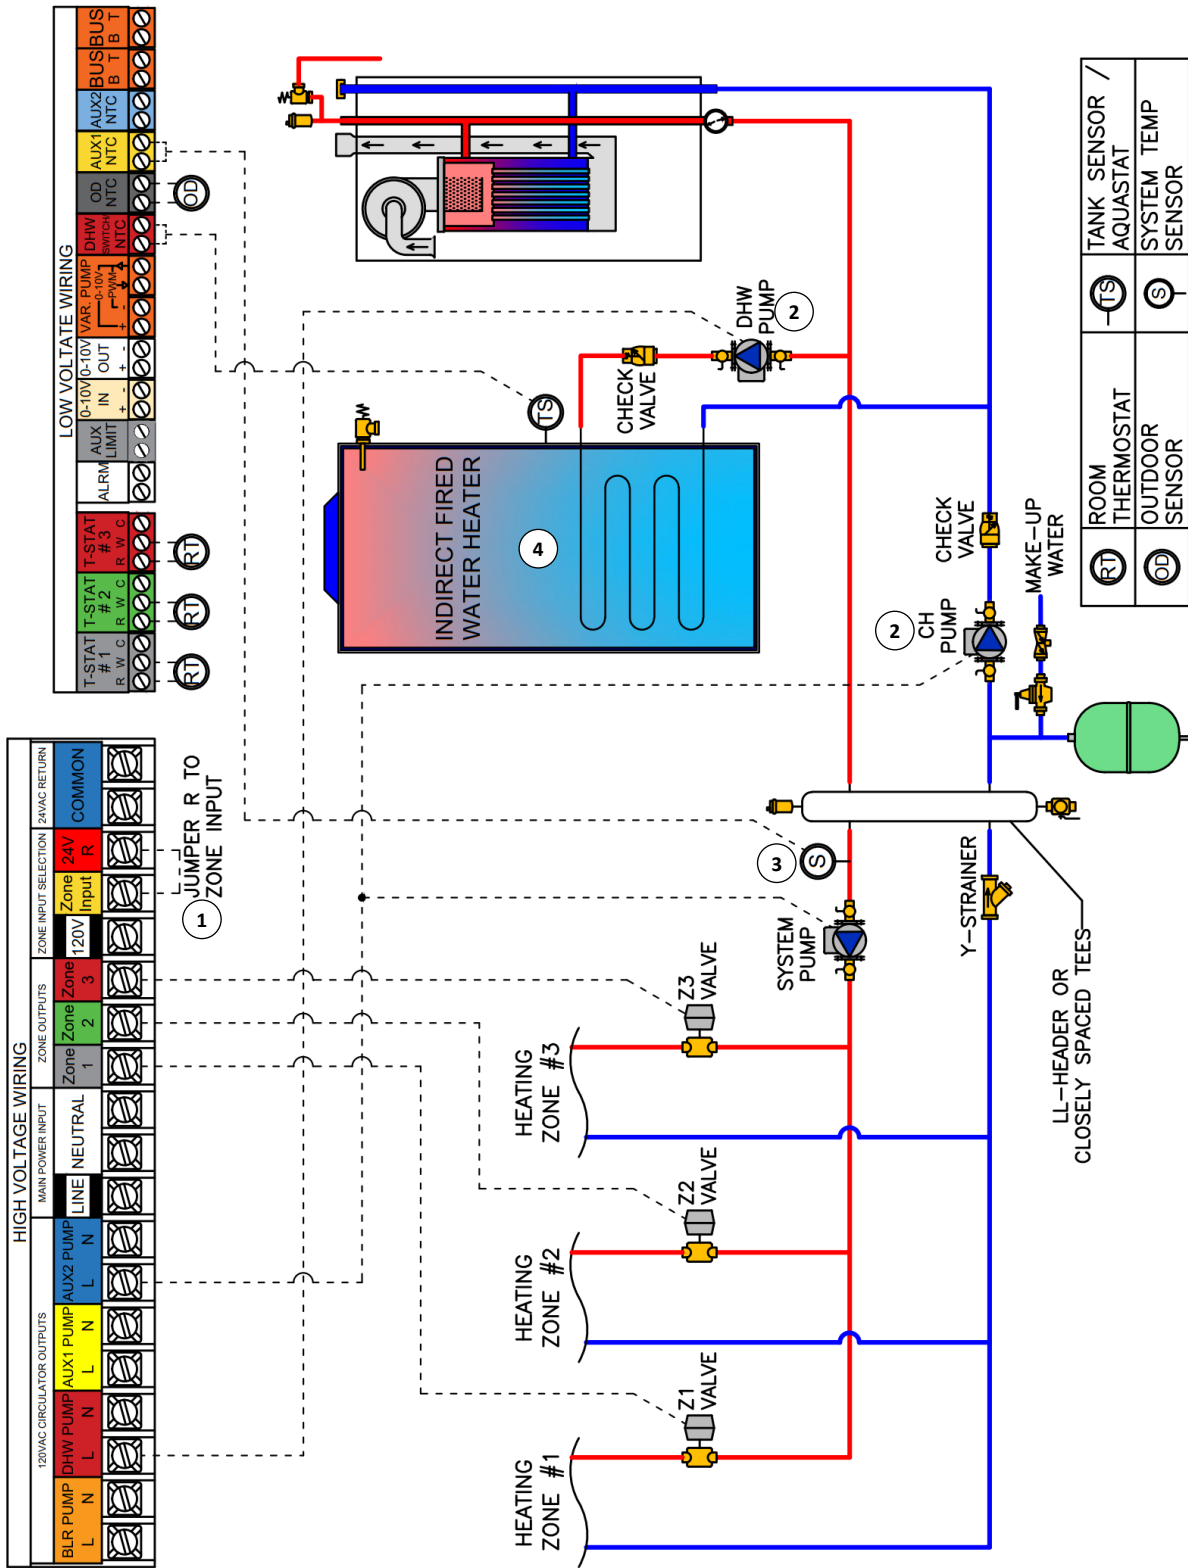 HIGH VOLTAGE WIRING
120VAC CIRCULATOR OUTPUTS
MAIN POWER INPUT
ZONE OUTPUTS
ZONE INPUT SELECTION
24VAC RETURN
BLR PUMP
L N
DHW PUMP
L N
AUX1 PUMP
L N
AUX2 PUMP
L N
LINE
NEUTRAL
Zone
1
Zone
2
Zone
3
120V
Zone
Input
24V
R
COMMON
JUMPER R TO
ZONE INPUT
1
LOW VOLTATE WIRING
T-STAT
# 1
R W C
T-STAT
# 2
R W C
T-STAT
# 3
R W C
ALRM
AUX
LIMIT
0-10V
IN
+ -
0-10V
OUT
+ -
VAR. PUMP
0-10V
PWM
+ -
DHW
SWITCH/
NTC
OD
NTC
AUX1
NTC
AUX2
NTC
BUS
B T
BUS
B T
RT
RT
RT
OD
INDIRECT FIRED
WATER HEATER
4
TS
CHECK
VALVE
DHW
PUMP
2
HEATING
ZONE #1
HEATING
ZONE #2
HEATING
ZONE #3
Z1
VALVE
Z2
VALVE
Z3
VALVE
SYSTEM
PUMP
3
S
2
CH
PUMP
CHECK
VALVE
MAKE-UP
WATER
Y-STRAINER
LL-HEADER OR
CLOSELY SPACED TEES
RT
ROOM
THERMOSTAT
TS
TANK SENSOR /
AQUASTAT
OD
OUTDOOR
SENSOR
S
SYSTEM TEMP
SENSOR